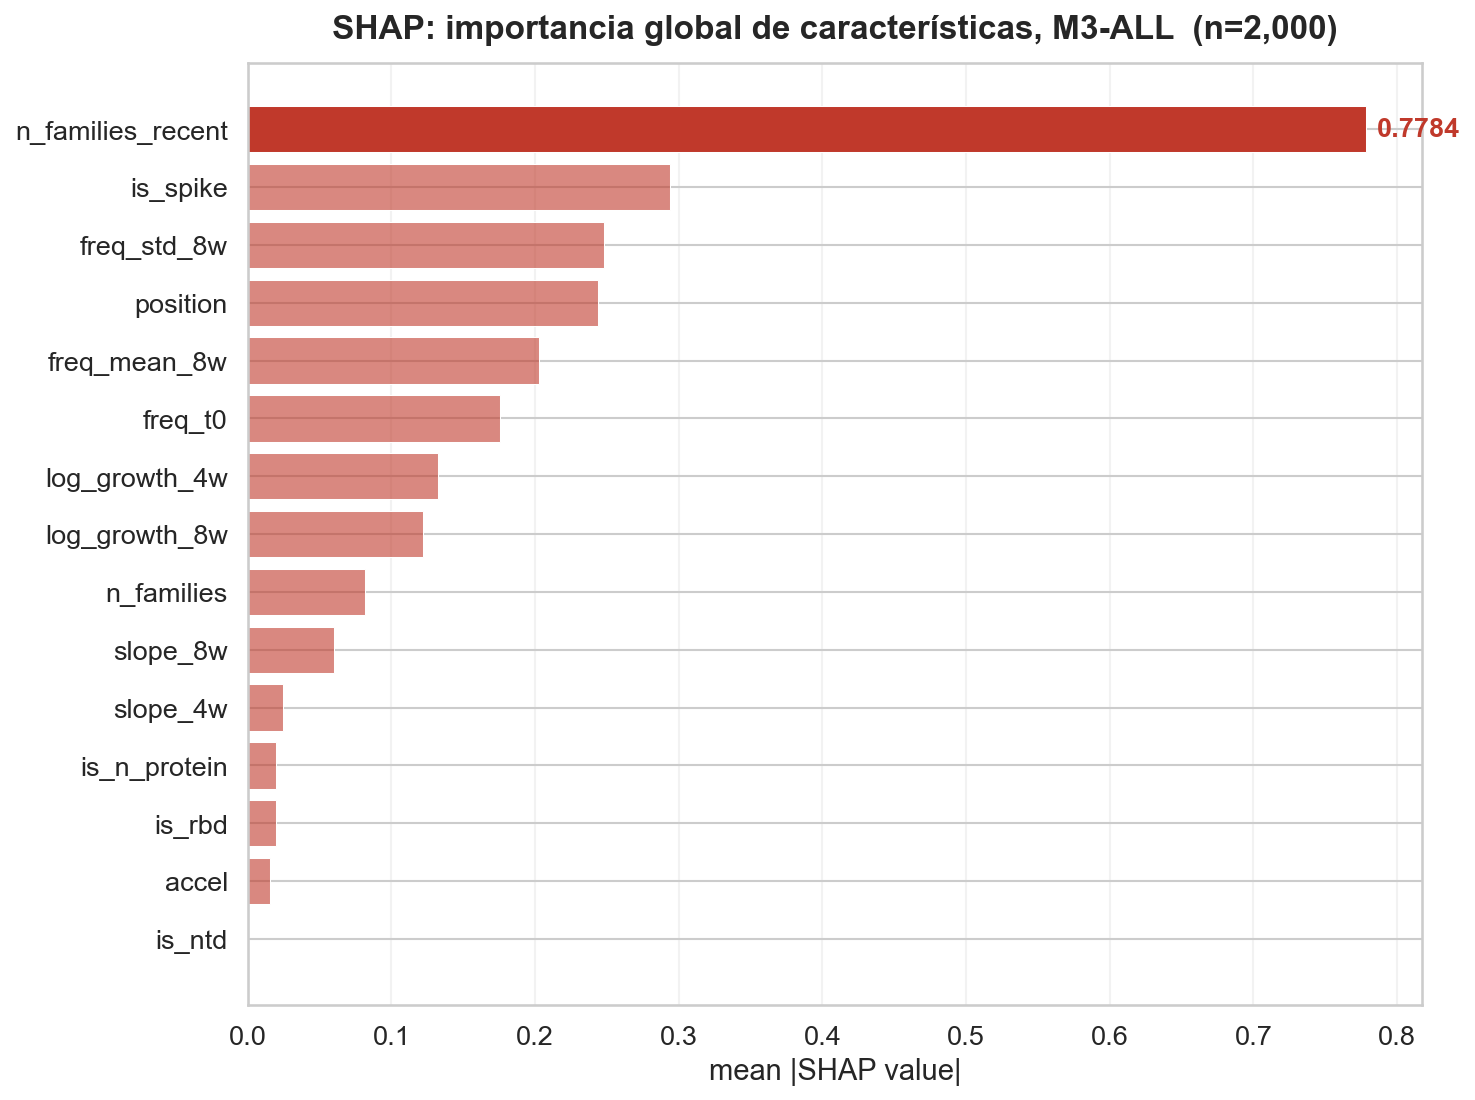 SHAP: importancia global de características, M3-ALL (n=2,000)
n_families_recent
0.7784
is_spike
freq_std_8w
position
freq_mean_8w
freq_t0
log_growth_4w
log_growth_8w
n_families
slope_8w
slope_4w
is_n_protein
is_rbd
accel
is_ntd
0.0 0.1 0.2 0.3 0.4 0.5 0.6 0.7 0.8
mean |SHAP value|